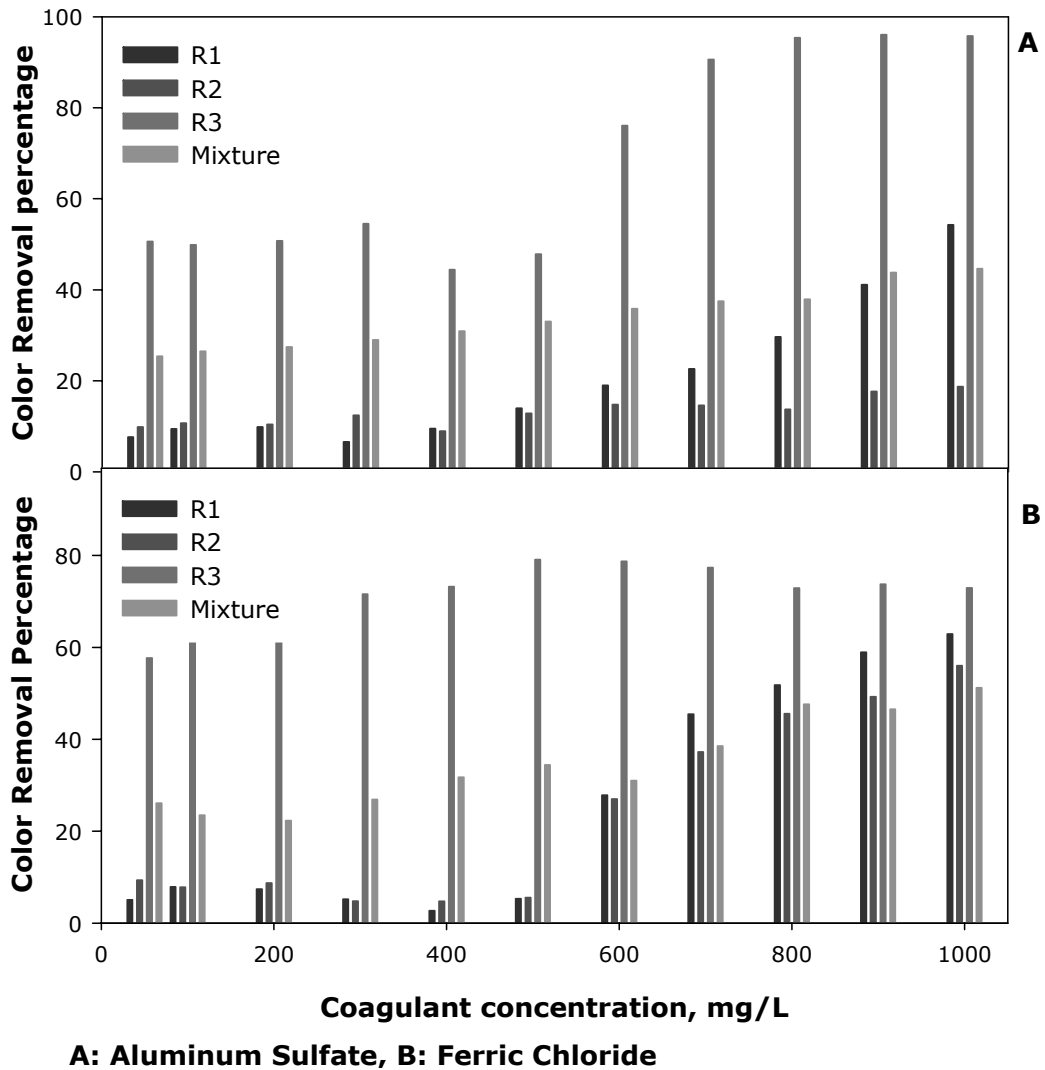 100
80
60
40
20
0
Color Removal percentage
R1
R2
R3
Mixture
A
80
60
40
20
0
Color Removal Percentage
R1
R2
R3
Mixture
B
0 200 400 600 800 1000
Coagulant concentration, mg/L
A: Aluminum Sulfate, B: Ferric Chloride